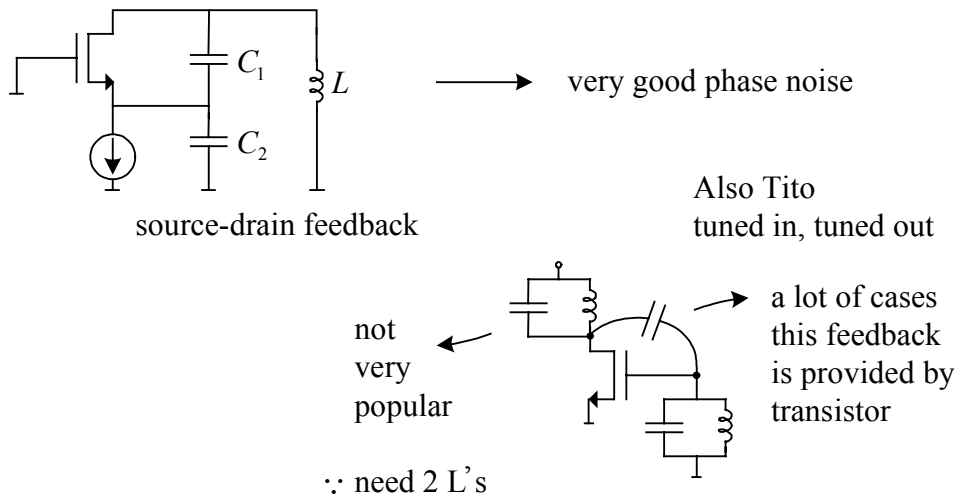 C₁
L
very good phase noise
C₂
source-drain feedback
Also Tito
tuned in, tuned out
a lot of cases
this feedback
is provided by
transistor
not
very
popular
∵ need 2 L's